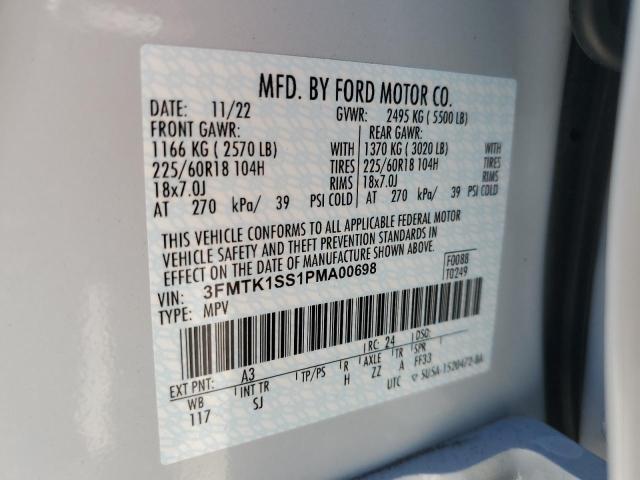 MFD. BY FORD MOTOR CO.
DATE: 11/22 GVWR: 2495 KG ( 5500 LB)
FRONT GAWR: REAR GAWR:
1166 KG ( 2570 LB) WITH 1370 KG ( 3020 LB) WITH
225/60R18 104H TIRES 225/60R18 104H TIRES
18x7.0J RIMS 18x7.0J RIMS
AT 270 kPa/ 39 PSI COLD AT 270 kPa/ 39 PSI COLD
THIS VEHICLE CONFORMS TO ALL APPLICABLE FEDERAL MOTOR
VEHICLE SAFETY AND THEFT PREVENTION STANDARDS IN
EFFECT ON THE DATE OF MANUFACTURE SHOWN ABOVE.
VIN: 3FMTK1SS1PMA00698 F0088
TYPE: MPV T0249
EXT PNT: A3 RC: 24 DSO:
WB INT TR TP/PS R AXLE TR SPR
117 SJ H ZZ A FF33
UTC ▽ SU5A-1520472-BA